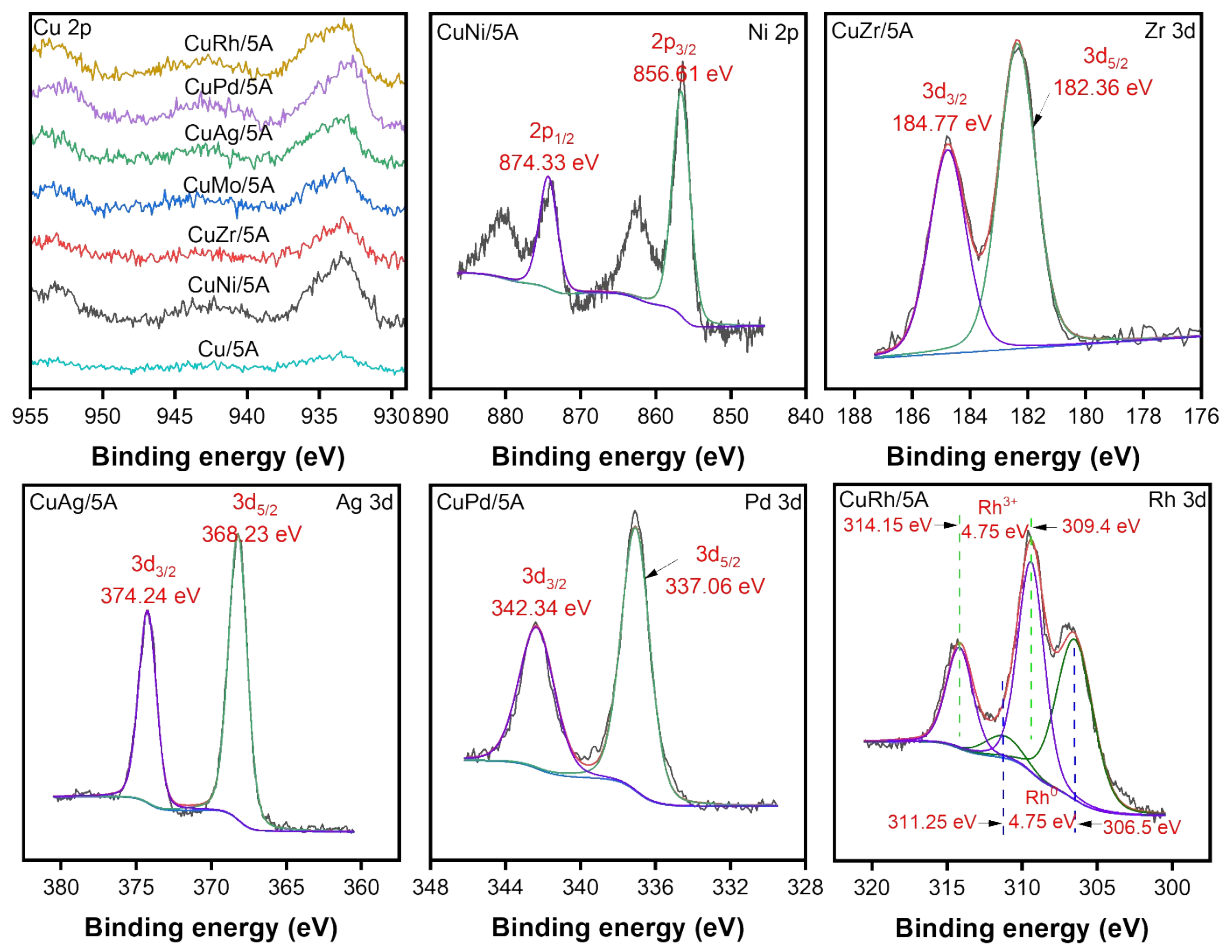 Cu 2p
CuRh/5A
CuPd/5A
CuAg/5A
CuMo/5A
CuZr/5A
CuNi/5A
Cu/5A
955 950 945 940 935 930
Binding energy (eV)
CuNi/5A Ni 2p
2p3/2
856.61 eV
2p1/2
874.33 eV
890 880 870 860 850 840
Binding energy (eV)
CuZr/5A Zr 3d
3d5/2
182.36 eV
3d3/2
184.77 eV
188 186 184 182 180 178 176
Binding energy (eV)
CuAg/5A Ag 3d
3d5/2
368.23 eV
3d3/2
374.24 eV
380 375 370 365 360
Binding energy (eV)
CuPd/5A Pd 3d
3d5/2
337.06 eV
3d3/2
342.34 eV
348 344 340 336 332 328
Binding energy (eV)
CuRh/5A Rh 3d
Rh3+
314.15 eV 4.75 eV 309.4 eV
Rh0
311.25 eV 4.75 eV 306.5 eV
320 315 310 305 300
Binding energy (eV)